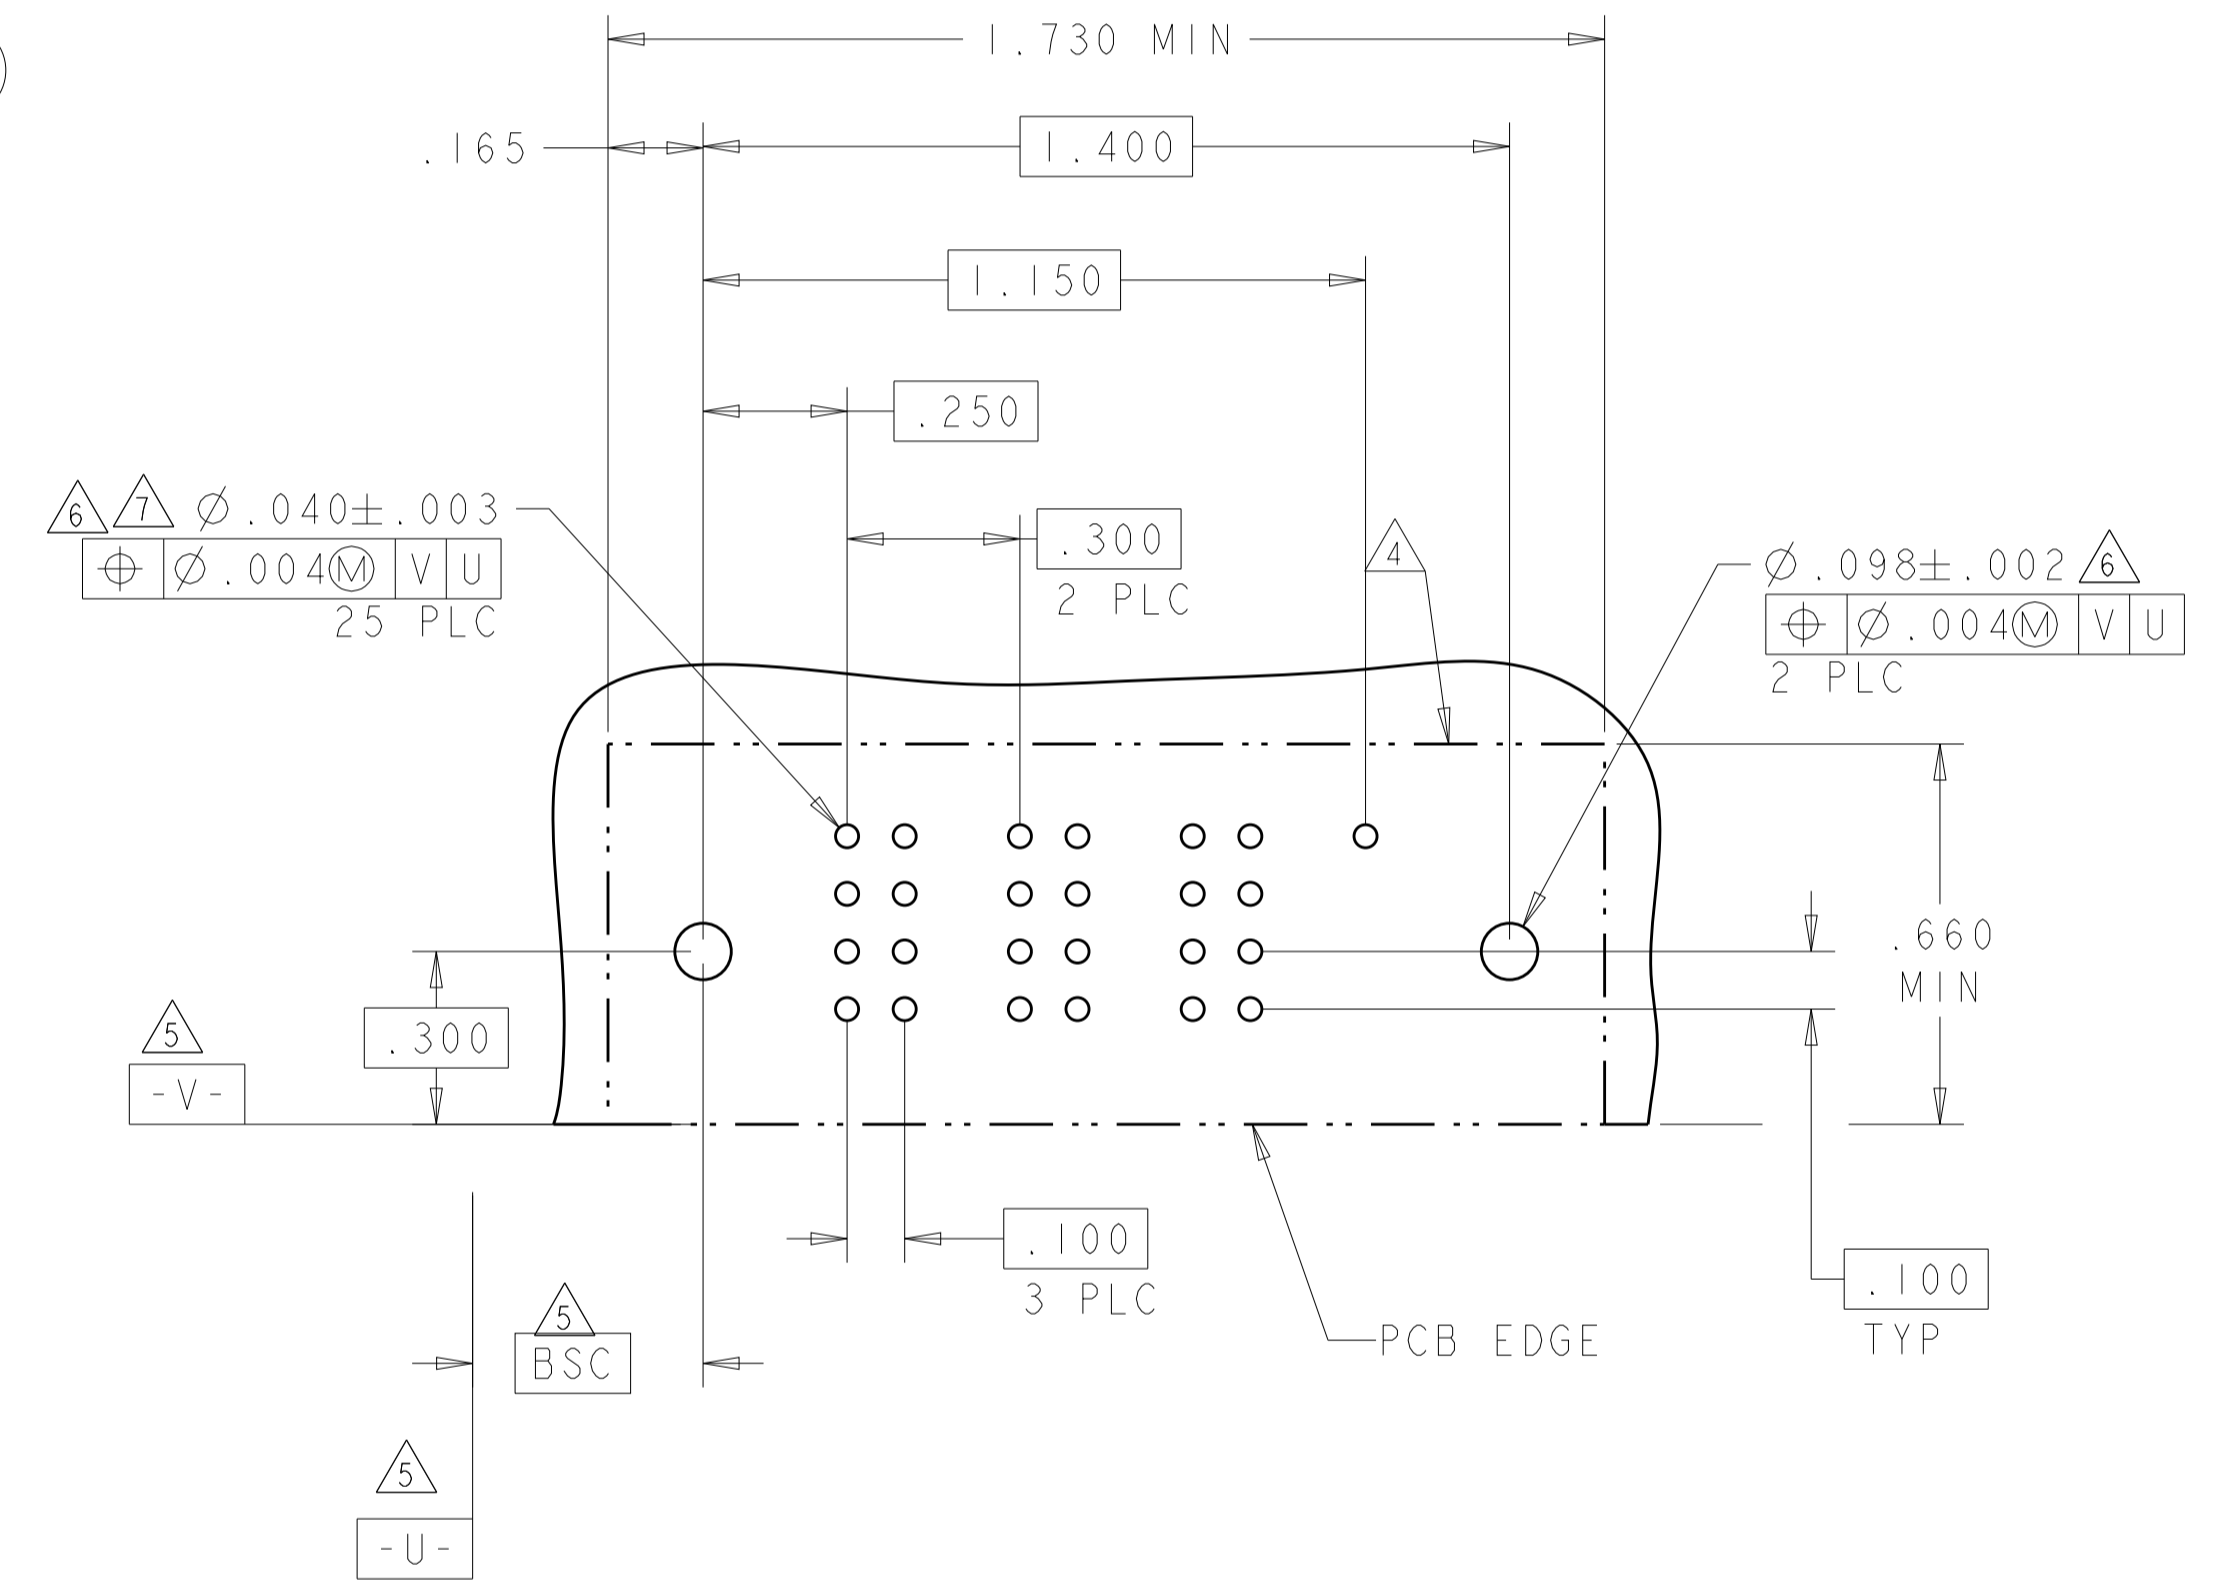 1.730 MIN
.165
1.400
1.150
.250
6 7 Ø.040±.003
⌖ Ø.004Ⓜ V U
25 PLC
.300
2 PLC
4
Ø.098±.002 6
⌖ Ø.004Ⓜ V U
2 PLC
.660
MIN
5
-V-
.300
.100
3 PLC
.100
TYP
5
BSC
PCB EDGE
5
-U-